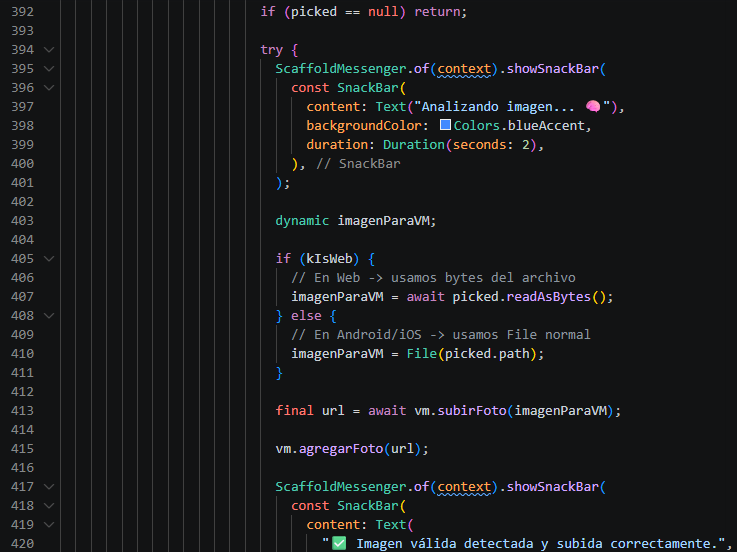 392 if (picked == null) return;
393
394 try {
395 ScaffoldMessenger.of(context).showSnackBar(
396 const SnackBar(
397 content: Text("Analizando imagen... 🧠"),
398 backgroundColor: Colors.blueAccent,
399 duration: Duration(seconds: 2),
400 ), // SnackBar
401 );
402
403 dynamic imagenParaVM;
404
405 if (kIsWeb) {
406 // En Web -> usamos bytes del archivo
407 imagenParaVM = await picked.readAsBytes();
408 } else {
409 // En Android/iOS -> usamos File normal
410 imagenParaVM = File(picked.path);
411 }
412
413 final url = await vm.subirFoto(imagenParaVM);
414
415 vm.agregarFoto(url);
416
417 ScaffoldMessenger.of(context).showSnackBar(
418 const SnackBar(
419 content: Text(
420 "✅ Imagen válida detectada y subida correctamente.",